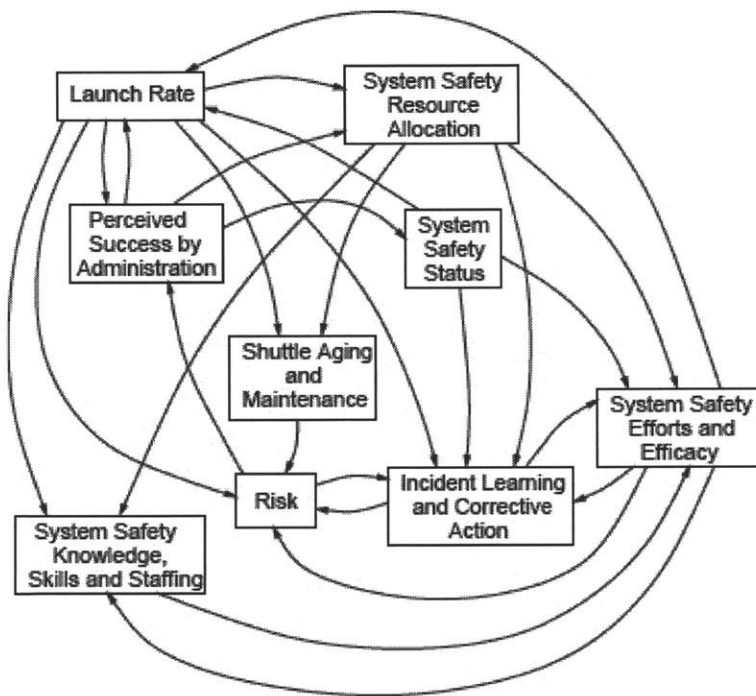 Launch Rate
System Safety
Resource
Allocation
Perceived
Success by
Administration
System
Safety
Status
Shuttle Aging
and
Maintenance
System Safety
Efforts and
Efficacy
Risk
Incident Learning
and Corrective
Action
System Safety
Knowledge,
Skills and Staffing